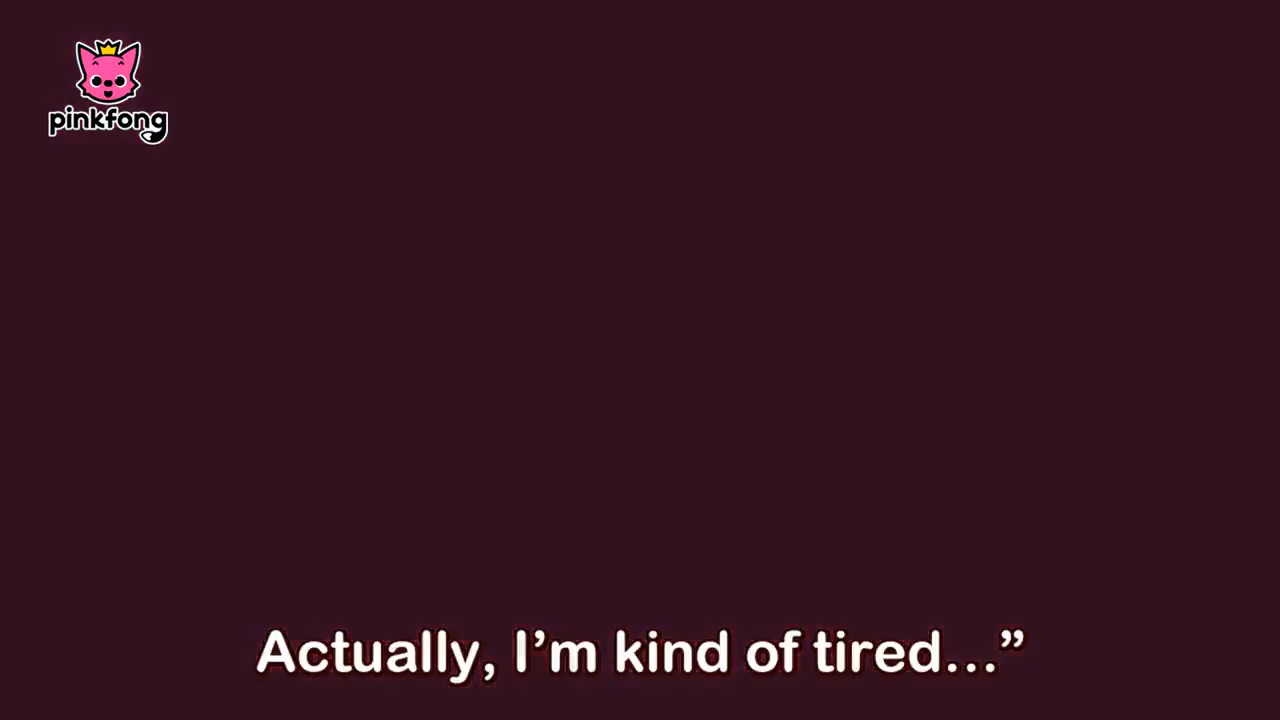 pinkfong
Actually, I’m kind of tired...”